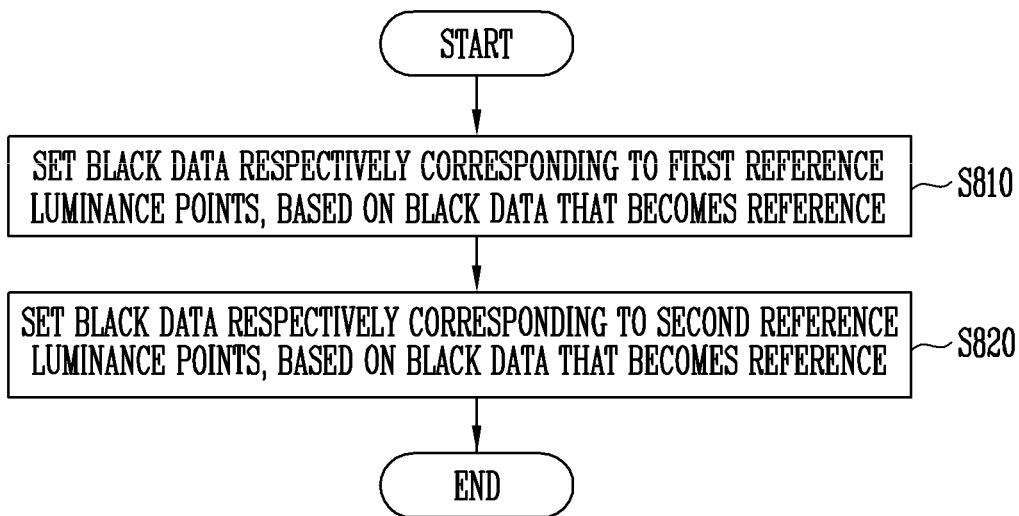 START
SET BLACK DATA RESPECTIVELY CORRESPONDING TO FIRST REFERENCE
LUMINANCE POINTS, BASED ON BLACK DATA THAT BECOMES REFERENCE
S810
SET BLACK DATA RESPECTIVELY CORRESPONDING TO SECOND REFERENCE
LUMINANCE POINTS, BASED ON BLACK DATA THAT BECOMES REFERENCE
S820
END